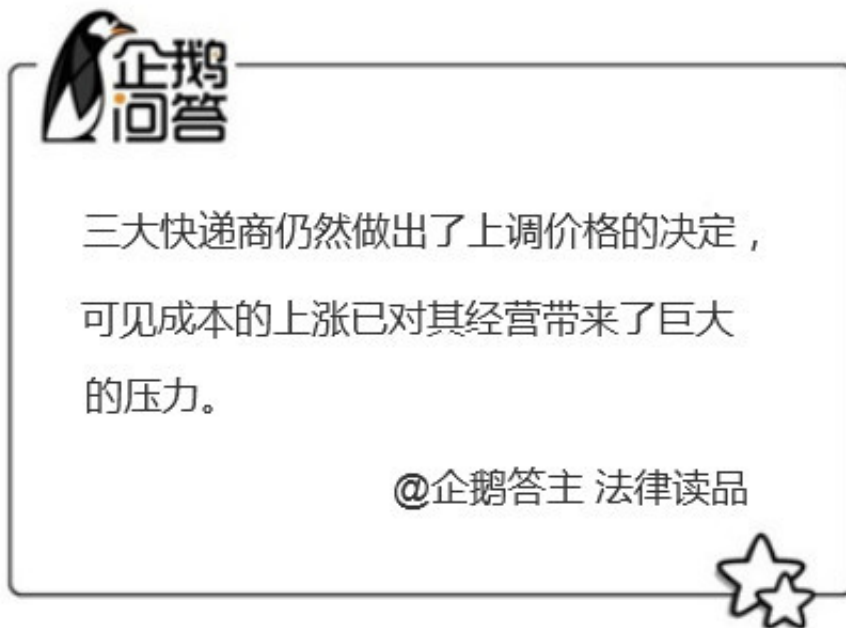 企鹅
问答
三大快递商仍然做出了上调价格的决定，
可见成本的上涨已对其经营带来了巨大
的压力。
@企鹅答主 法律读品